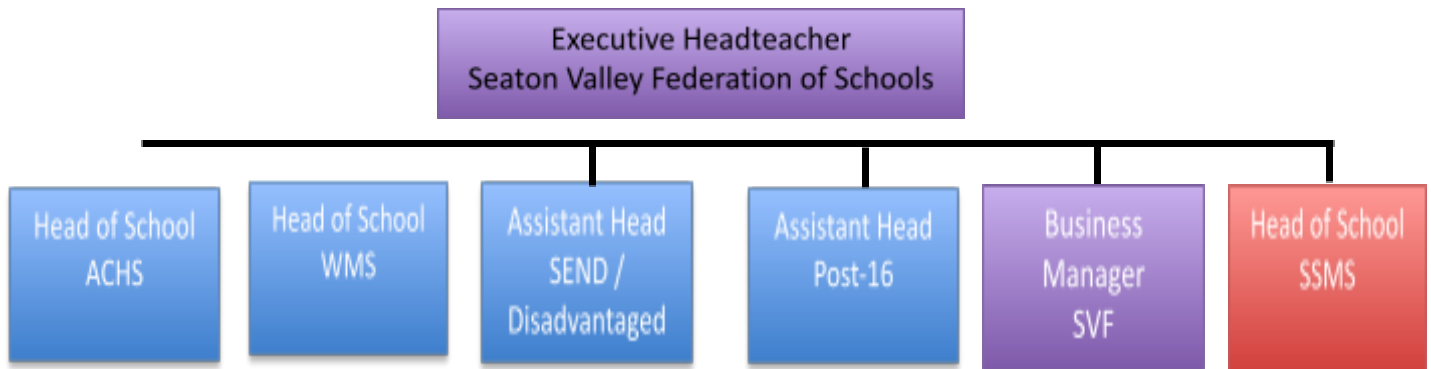 Executive Headteacher
Seaton Valley Federation of Schools
Head of School
ACHS
Head of School
WMS
Assistant Head
SEND /
Disadvantaged
Assistant Head
Post-16
Business
Manager
SVF
Head of School
SSMS